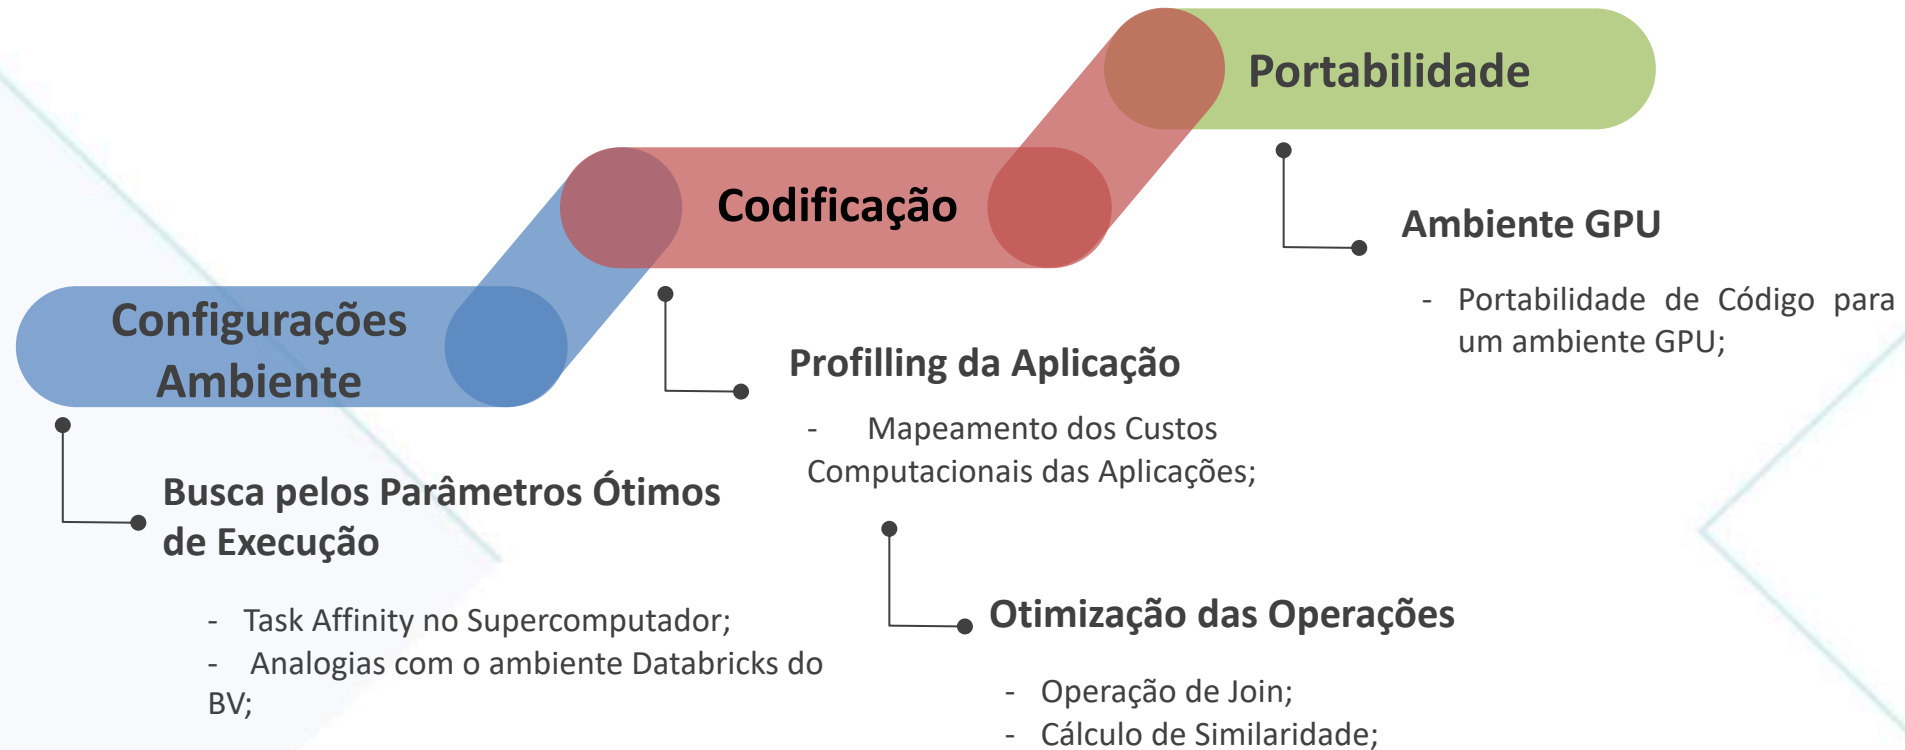 Portabilidade
Ambiente GPU
- Portabilidade de Código para
um ambiente GPU;
Codificação
Profilling da Aplicação
- Mapeamento dos Custos
Computacionais das Aplicações;
Otimização das Operações
- Operação de Join;
- Cálculo de Similaridade;
Configurações
Ambiente
Busca pelos Parâmetros Ótimos
de Execução
- Task Affinity no Supercomputador;
- Analogias com o ambiente Databricks do
BV;